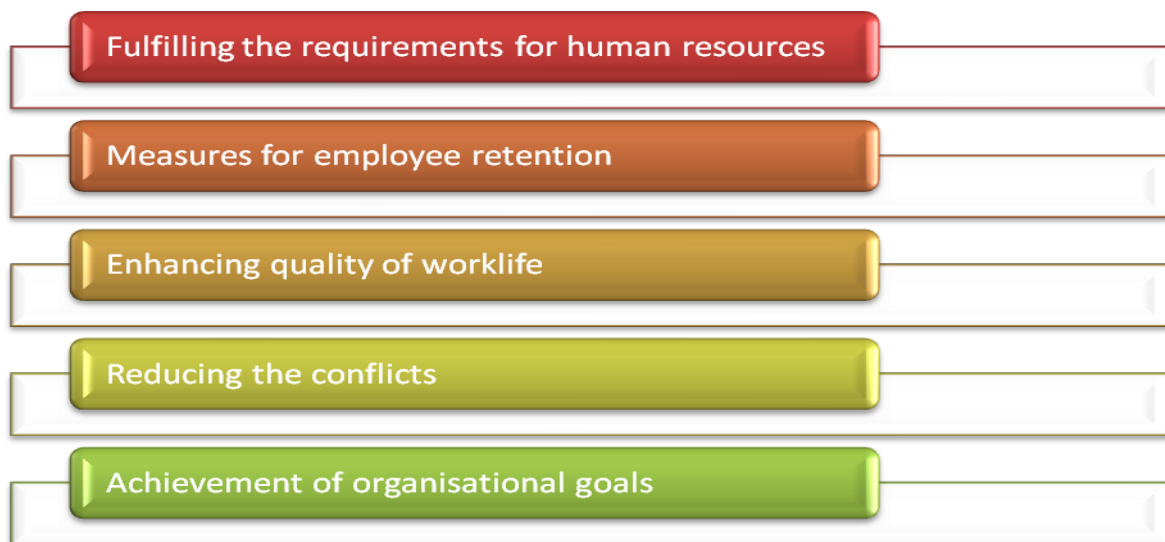 Fulfilling the requirements for human resources
Measures for employee retention
Enhancing quality of worklife
Reducing the conflicts
Achievement of organisational goals